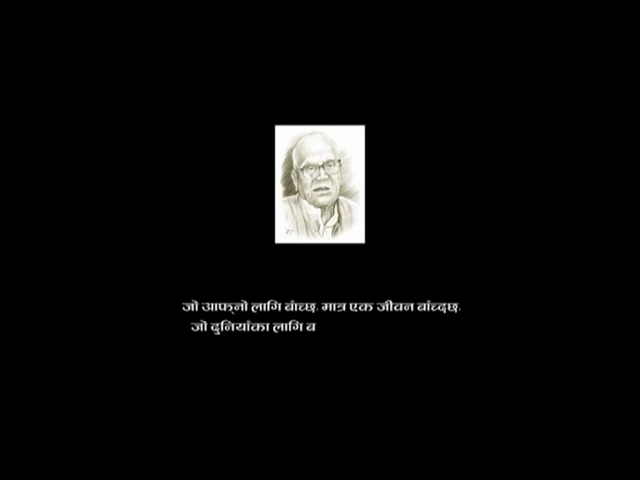 जो आफ्नो लागि बाँच्छ, मात्र एक जीवन बाँच्दछ,
जो दुनियाँका लागि ब